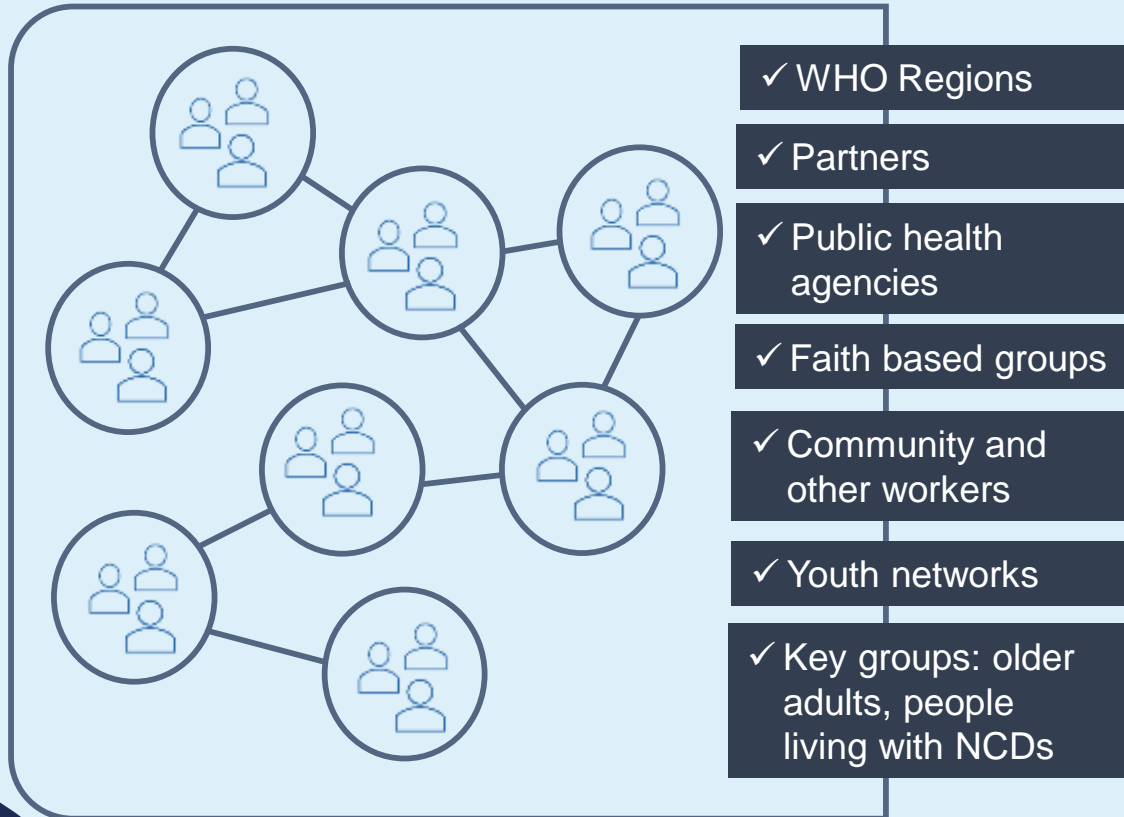 ✓ WHO Regions
✓ Partners
✓ Public health
agencies
✓ Faith based groups
✓ Community and
other workers
✓ Youth networks
✓ Key groups: older
adults, people
living with NCDs